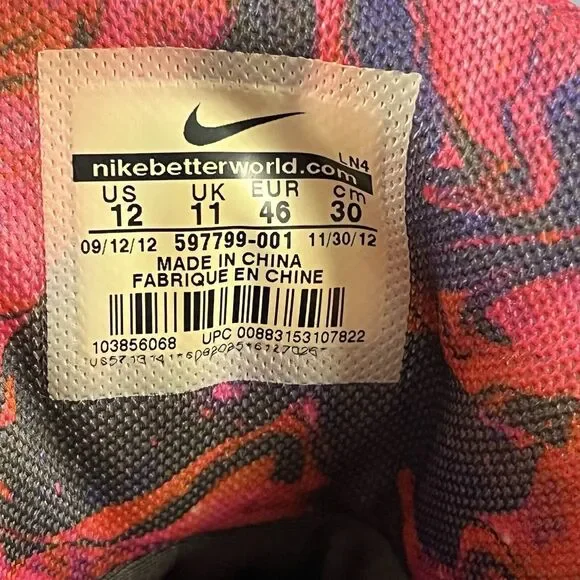 nikebetterworld.com LN4
US UK EUR cm
12 11 46 30
09/12/12 597799-001 11/30/12
MADE IN CHINA
FABRIQUE EN CHINE
103856068 UPC 00883153107822